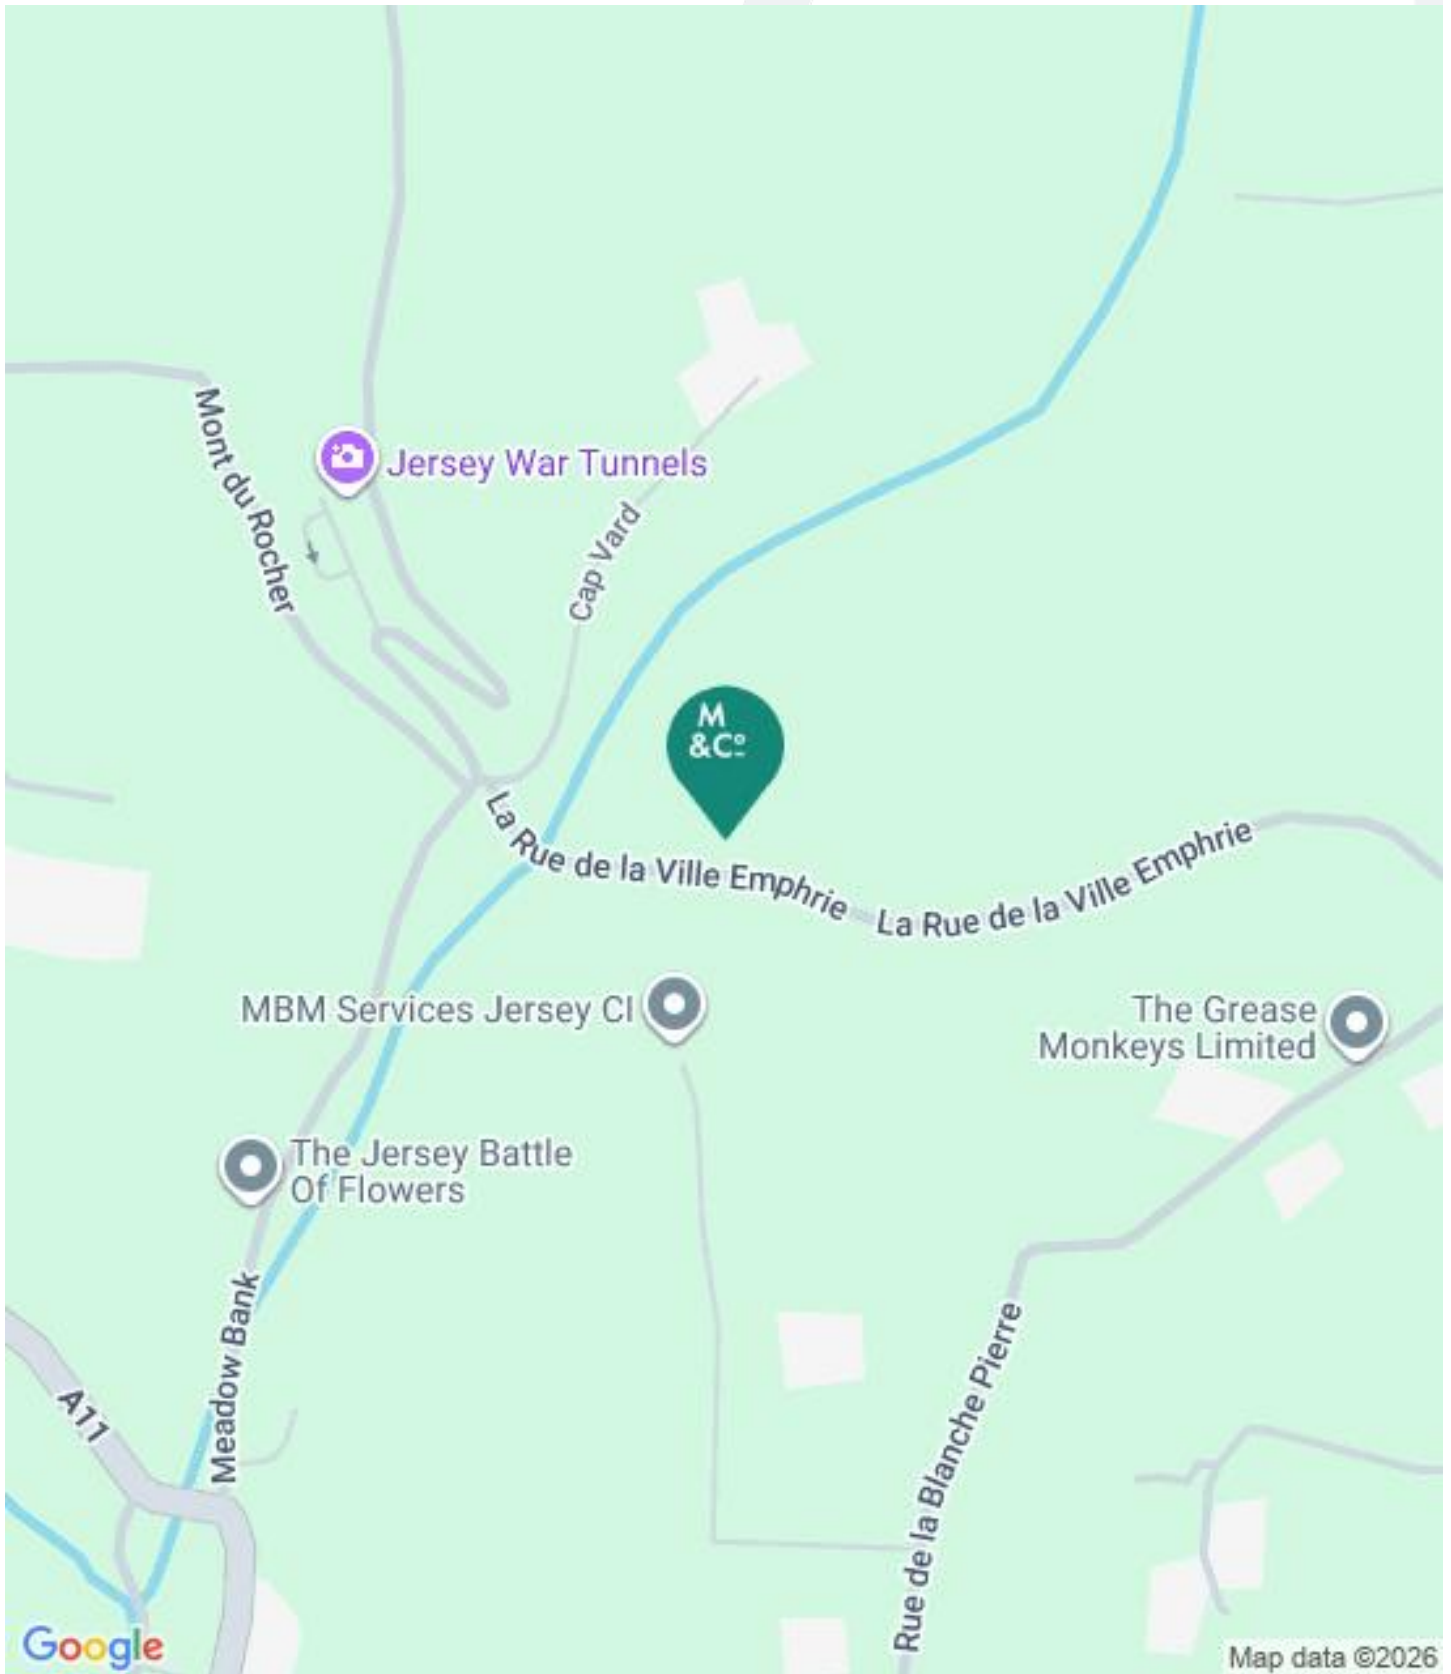 Mont du Rocher
Jersey War Tunnels
Cap Vard
M
&Cº
La Rue de la Ville Emphrie
La Rue de la Ville Emphrie
MBM Services Jersey CI
The Grease
Monkeys Limited
The Jersey Battle
Of Flowers
Meadow Bank
A11
Rue de la Blanche Pierre
Google
Map data ©2026